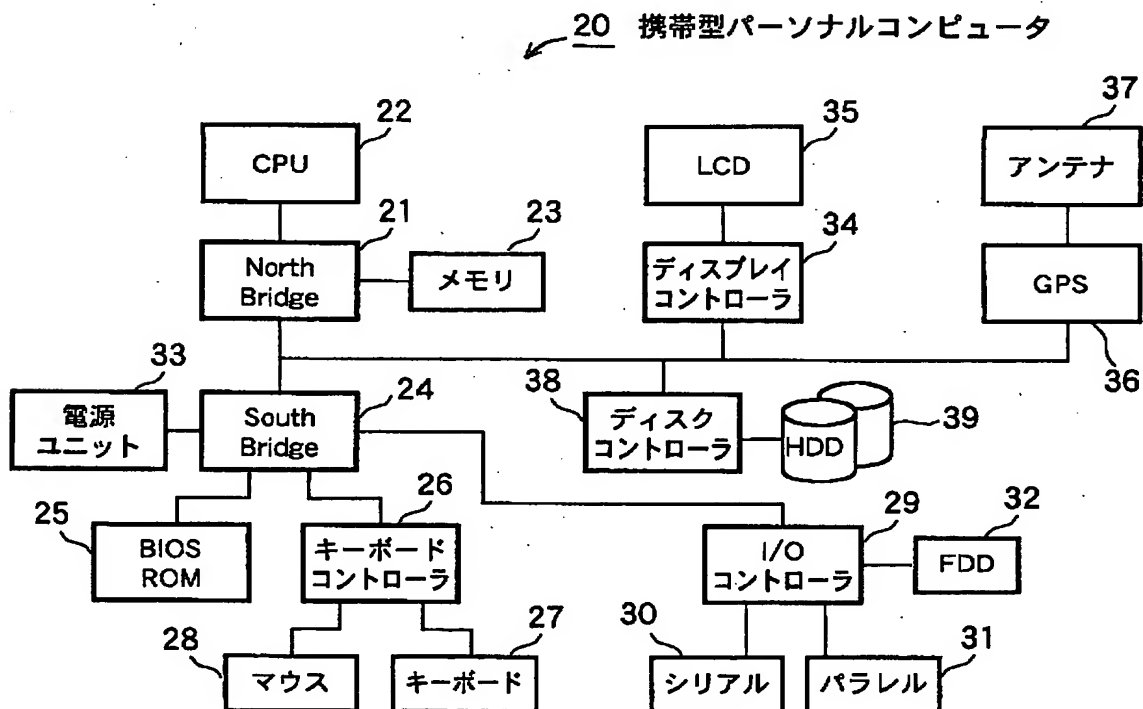 20 携帯型パーソナルコンピュータ
22
CPU
35
LCD
37
アンテナ
21
North
Bridge
23
メモリ
34
ディスプレイ
コントローラ
GPS
36
33
電源
ユニット
24
South
Bridge
38
ディスク
コントローラ
HDD
39
25
BIOS
ROM
26
キーボード
コントローラ
29
I/O
コントローラ
32
FDD
28
マウス
27
キーボード
30
シリアル
31
パラレル